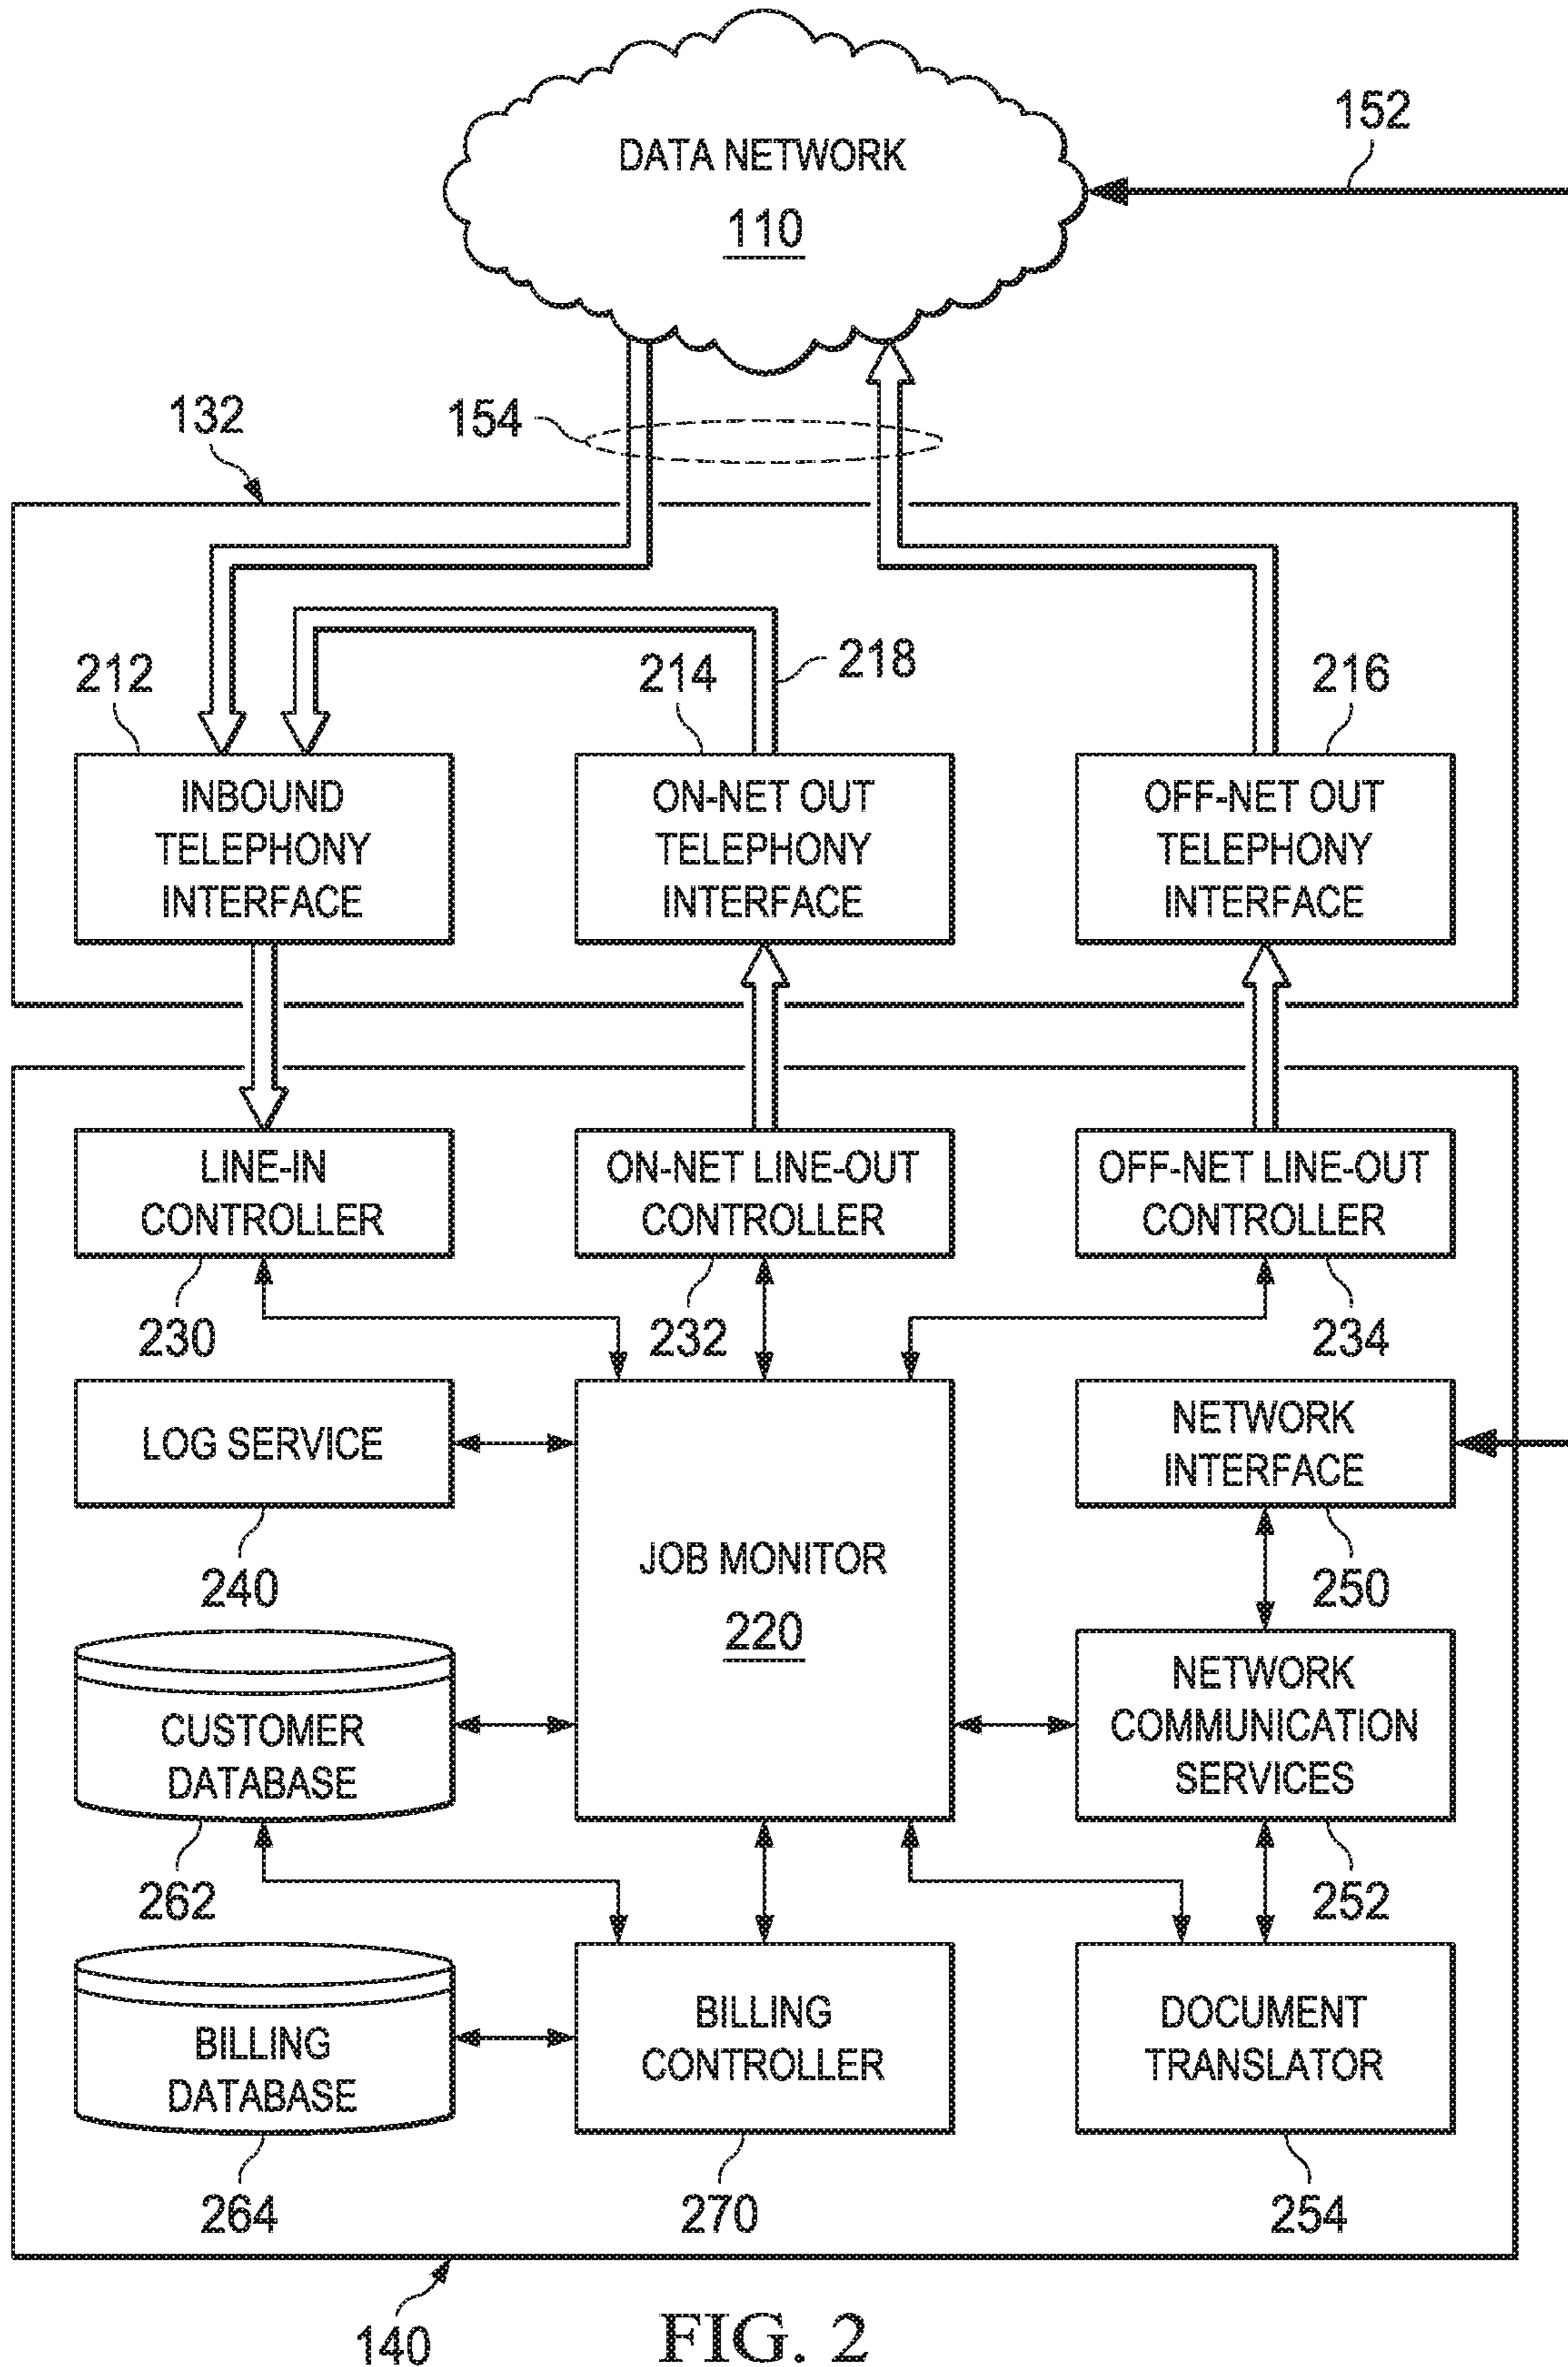 DATA NETWORK
110
152
154
132
212
214
218
216
INBOUND
TELEPHONY
INTERFACE
ON-NET OUT
TELEPHONY
INTERFACE
OFF-NET OUT
TELEPHONY
INTERFACE
LINE-IN
CONTROLLER
ON-NET LINE-OUT
CONTROLLER
OFF-NET LINE-OUT
CONTROLLER
230
232
234
LOG SERVICE
240
JOB MONITOR
220
NETWORK
INTERFACE
250
CUSTOMER
DATABASE
262
NETWORK
COMMUNICATION
SERVICES
252
BILLING
DATABASE
264
BILLING
CONTROLLER
270
DOCUMENT
TRANSLATOR
254
140
FIG. 2